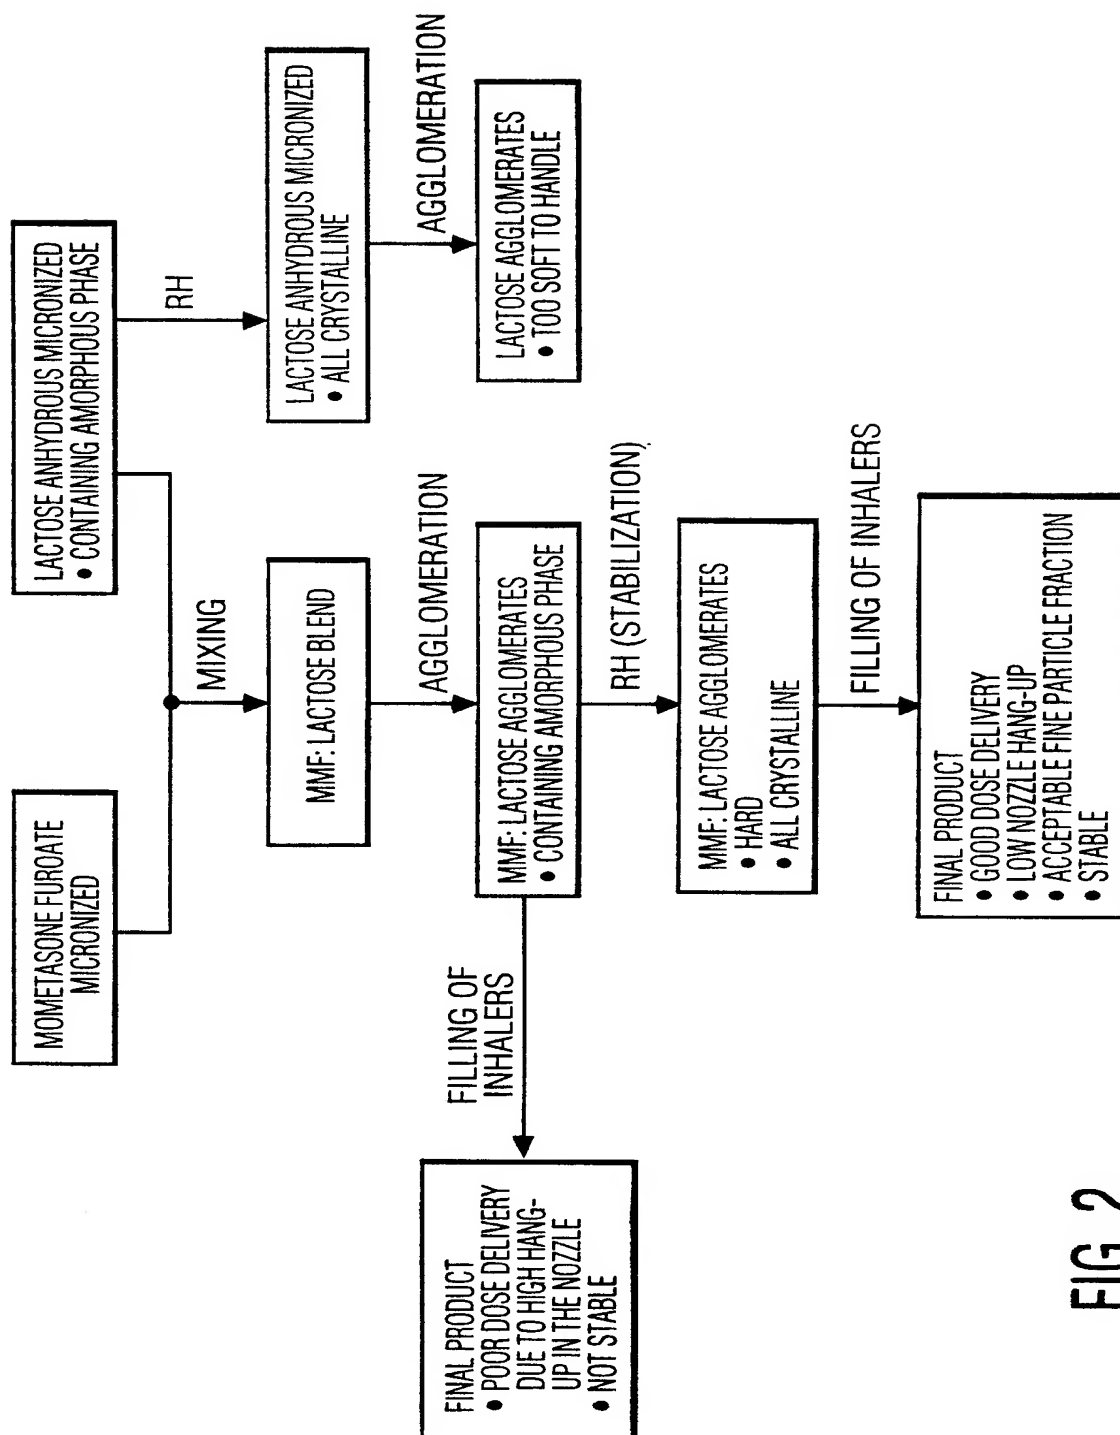 MOMETASONE FUROATE
MICRONIZED
LACTOSE ANHYDROUS MICRONIZED
• CONTAINING AMORPHOUS PHASE
MIXING
RH
MMF: LACTOSE BLEND
LACTOSE ANHYDROUS MICRONIZED
• ALL CRYSTALLINE
AGGLOMERATION
AGGLOMERATION
MMF: LACTOSE AGGLOMERATES
• CONTAINING AMORPHOUS PHASE
LACTOSE AGGLOMERATES
• TOO SOFT TO HANDLE
FILLING OF
INHALERS
FINAL PRODUCT
• POOR DOSE DELIVERY
DUE TO HIGH HANG-
UP IN THE NOZZLE
• NOT STABLE
RH (STABILIZATION)
MMF: LACTOSE AGGLOMERATES
• HARD
• ALL CRYSTALLINE
FILLING OF INHALERS
FINAL PRODUCT
• GOOD DOSE DELIVERY
• LOW NOZZLE HANG-UP
• ACCEPTABLE FINE PARTICLE FRACTION
• STABLE
FIG. 2